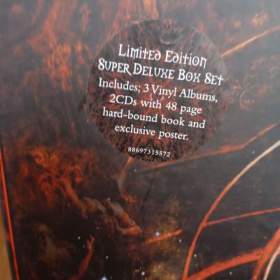 Limited Edition
Super Deluxe Box Set
Includes; 3 Vinyl Albums,
2CDs with 48 page
hard-bound book and
exclusive poster.
88697315872